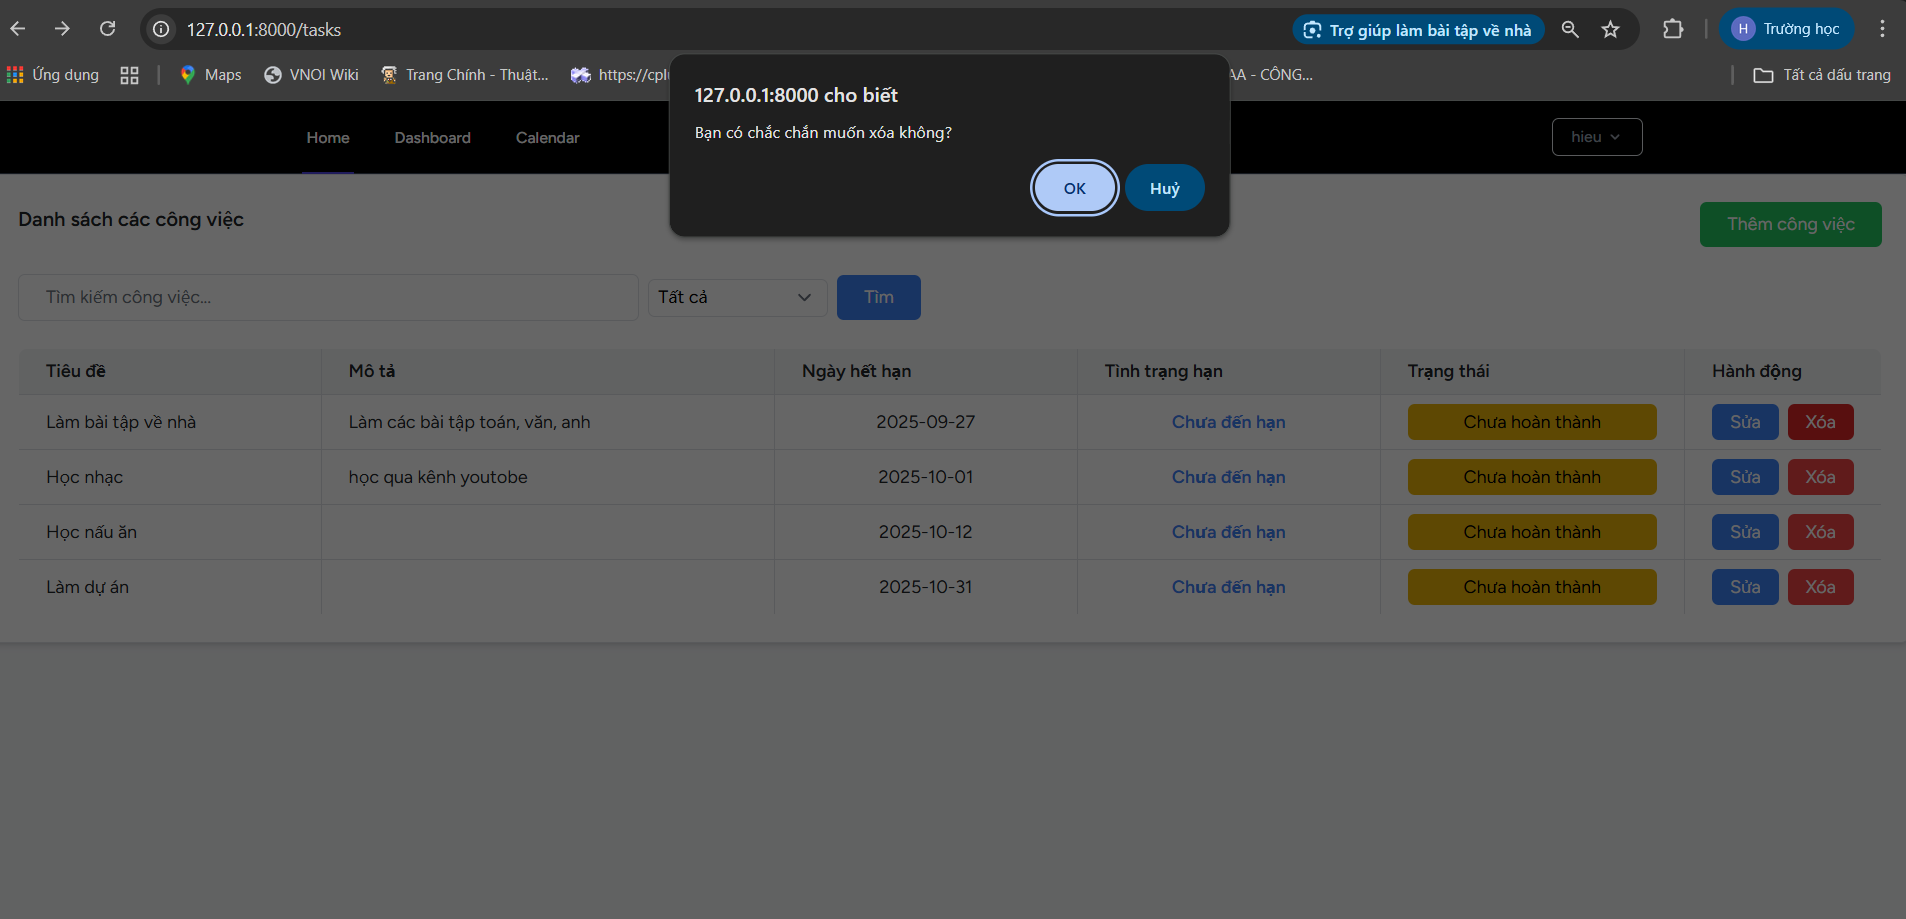 127.0.0.1:8000/tasks
Trợ giúp làm bài tập về nhà
H Trường học
Ứng dụng
Maps
VNOI Wiki
Trang Chính - Thuật...
https://cpl
AA - CÔNG...
Tất cả dấu trang
127.0.0.1:8000 cho biết
Bạn có chắc chắn muốn xóa không?
OK Huỷ
Home Dashboard Calendar
hieu
Danh sách các công việc
Thêm công việc
Tìm kiếm công việc...
Tất cả
Tìm
Tiêu đề Mô tả Ngày hết hạn Tình trạng hạn Trạng thái Hành động
Làm bài tập về nhà Làm các bài tập toán, văn, anh 2025-09-27 Chưa đến hạn Chưa hoàn thành Sửa Xóa
Học nhạc học qua kênh youtobe 2025-10-01 Chưa đến hạn Chưa hoàn thành Sửa Xóa
Học nấu ăn 2025-10-12 Chưa đến hạn Chưa hoàn thành Sửa Xóa
Làm dự án 2025-10-31 Chưa đến hạn Chưa hoàn thành Sửa Xóa